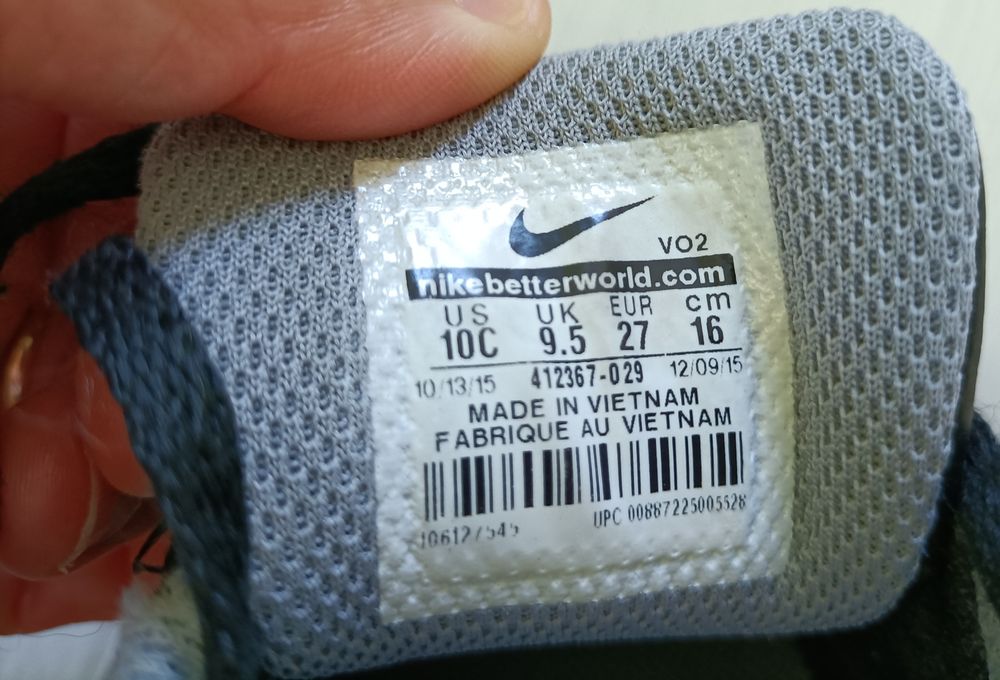 VO2
nikebetterworld.com
US UK EUR cm
10C 9.5 27 16
10/13/15 412367-029 12/09/15
MADE IN VIETNAM
FABRIQUE AU VIETNAM
UPC 00887225005528